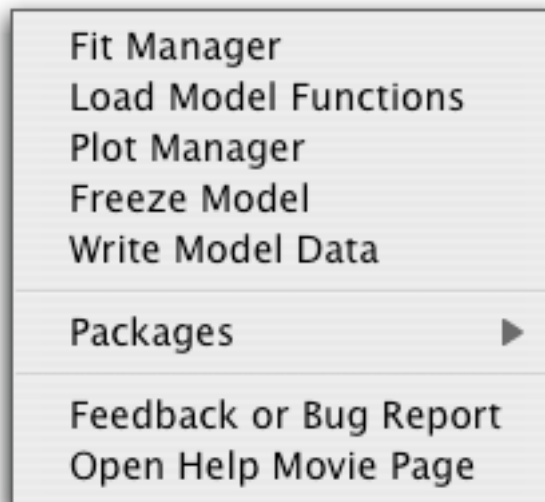 Fit Manager
Load Model Functions
Plot Manager
Freeze Model
Write Model Data
Packages
Feedback or Bug Report
Open Help Movie Page